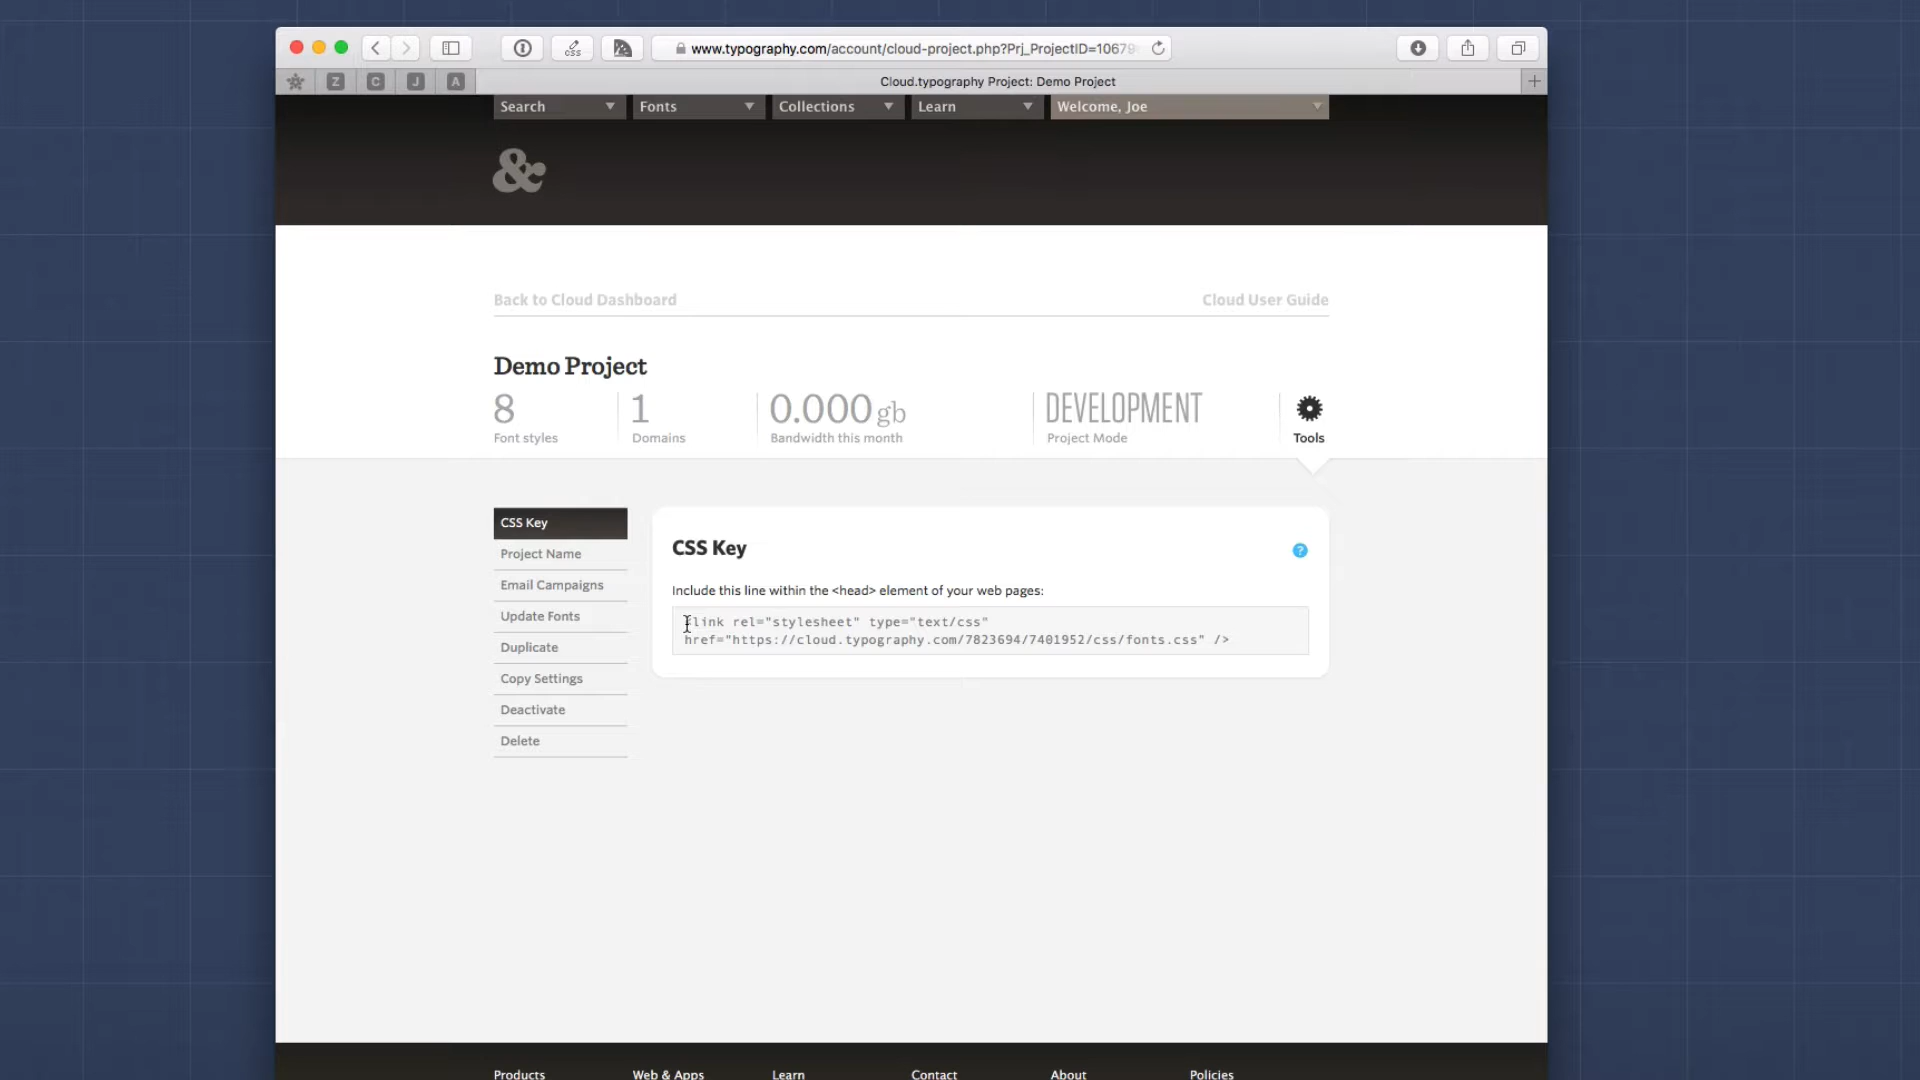 css
www.typography.com/account/cloud-project.php?Prj_ProjectID=10679
Z C J A
Cloud.typography Project: Demo Project
Search Fonts Collections Learn Welcome, Joe
&
Back to Cloud Dashboard Cloud User Guide
Demo Project
8 1 0.000 gb DEVELOPMENT
Font styles Domains Bandwidth this month Project Mode Tools
CSS Key
Project Name
Email Campaigns
Update Fonts
Duplicate
Copy Settings
Deactivate
Delete
CSS Key
?
Include this line within the <head> element of your web pages:
<link rel="stylesheet" type="text/css"
href="https://cloud.typography.com/7823694/7401952/css/fonts.css" />
Products Web & Apps Learn Contact About Policies